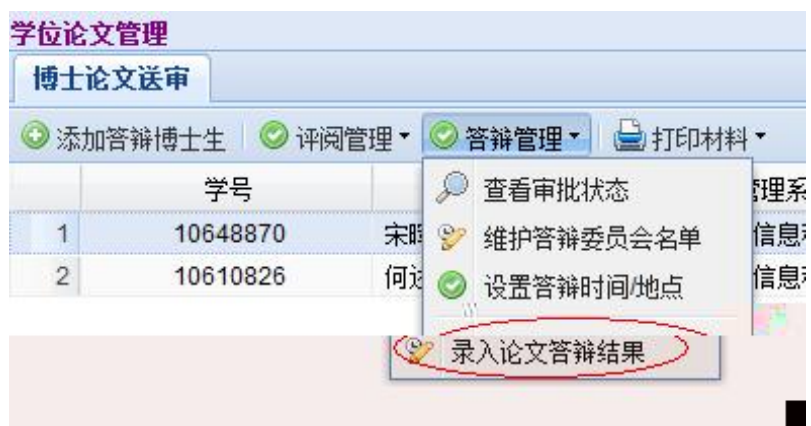 学位论文管理
博士论文送审
添加答辩博士生 评阅管理 答辩管理 打印材料
学号
查看审批状态
管理系
1 10648870 宋
维护答辩委员会名单
信息
2 10610826 何
设置答辩时间/地点
信息
录入论文答辩结果